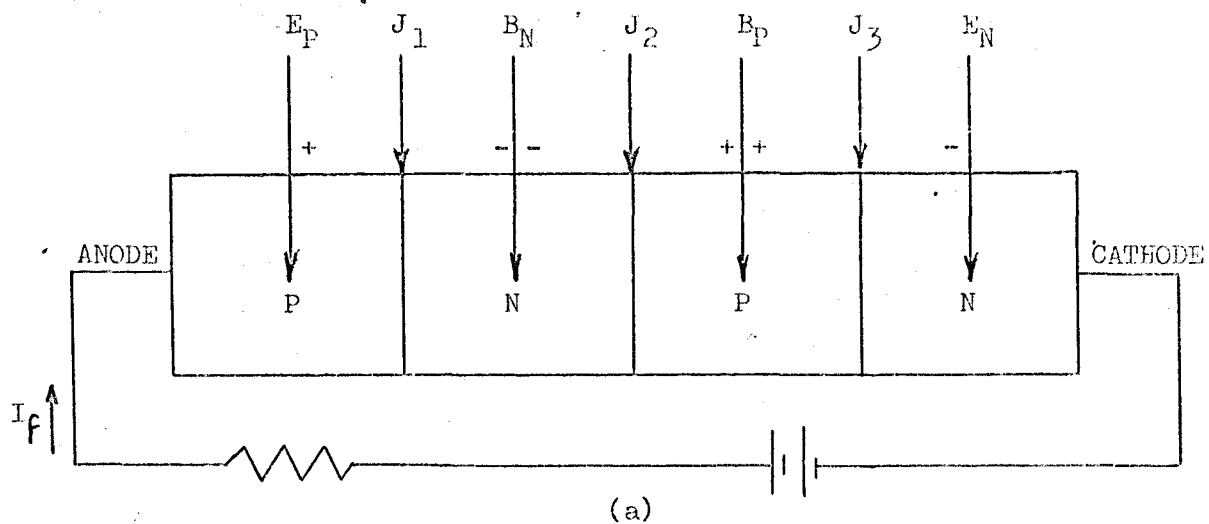 E_P J_1 B_N J_2 B_P J_3 E_N
+ - - + + -
ANODE CATHODE
P N P N
I_f
(a)